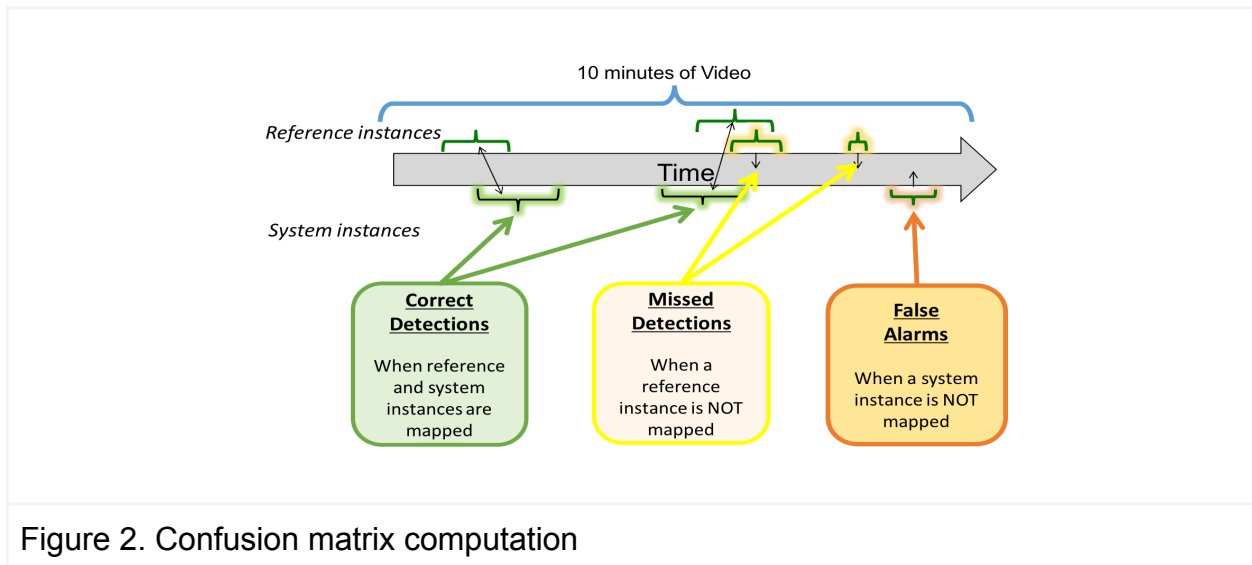 10 minutes of Video
Reference instances
Time
System instances
Correct
Detections
When reference
and system
instances are
mapped
Missed
Detections
When a
reference
instance is NOT
mapped
False
Alarms
When a system
instance is NOT
mapped
Figure 2. Confusion matrix computation